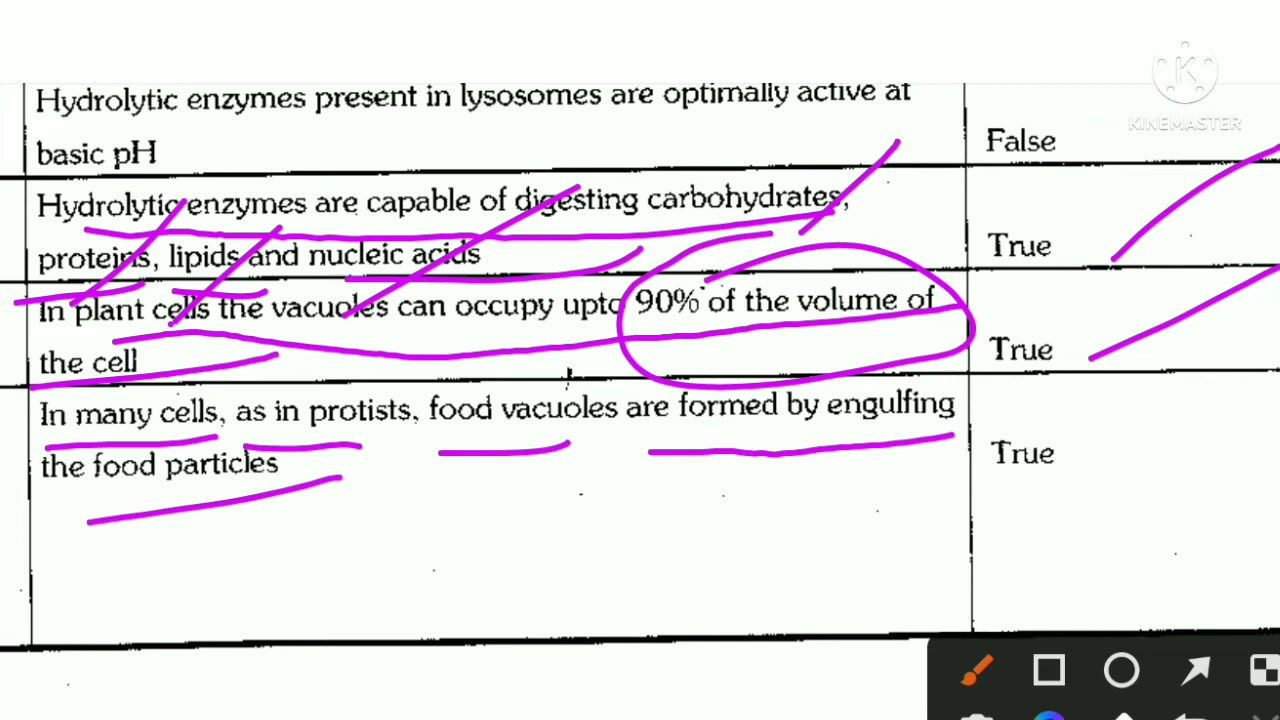 KINEMASTER
Hydrolytic enzymes present in lysosomes are optimally active at
basic pH
False
Hydrolytic enzymes are capable of digesting carbohydrates,
proteins, lipids and nucleic acids
True
In plant cells the vacuoles can occupy upto 90% of the volume of
the cell
True
In many cells, as in protists, food vacuoles are formed by engulfing
the food particles
True